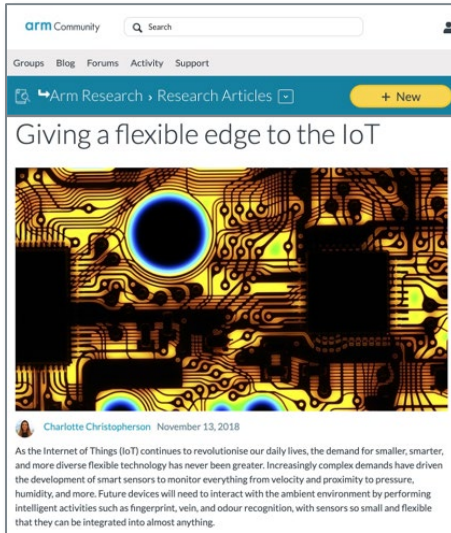 arm Community
Search
Groups Blog Forums Activity Support
Arm Research › Research Articles
+ New
Giving a flexible edge to the IoT
Charlotte Christopherson November 13, 2018
As the Internet of Things (IoT) continues to revolutionise our daily lives, the demand for smaller, smarter,
and more diverse flexible technology has never been greater. Increasingly complex demands have driven
the development of smart sensors to monitor everything from velocity and proximity to pressure,
humidity, and more. Future devices will need to interact with the ambient environment by performing
intelligent activities such as fingerprint, vein, and odour recognition, with sensors so small and flexible
that they can be integrated into almost anything.